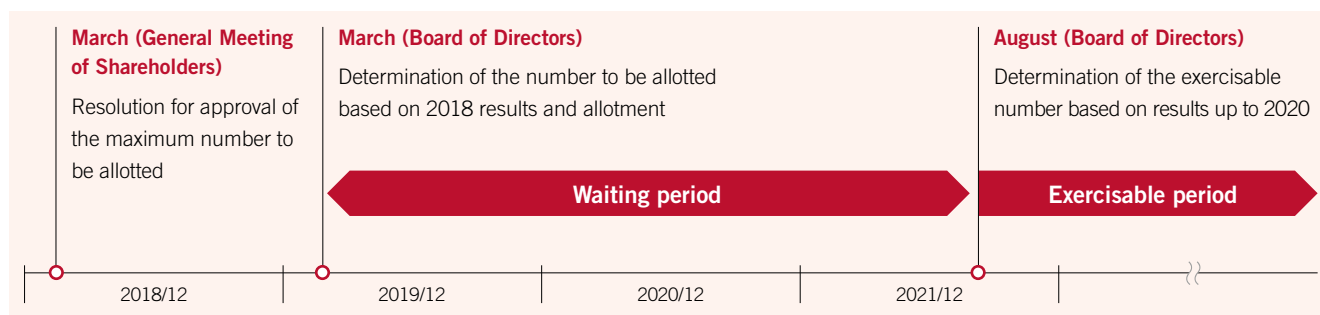 March (General Meeting
of Shareholders)
Resolution for approval of
the maximum number to
be allotted
March (Board of Directors)
Determination of the number to be allotted
based on 2018 results and allotment
August (Board of Directors)
Determination of the exercisable
number based on results up to 2020
Waiting period
Exercisable period
2018/12
2019/12
2020/12
2021/12